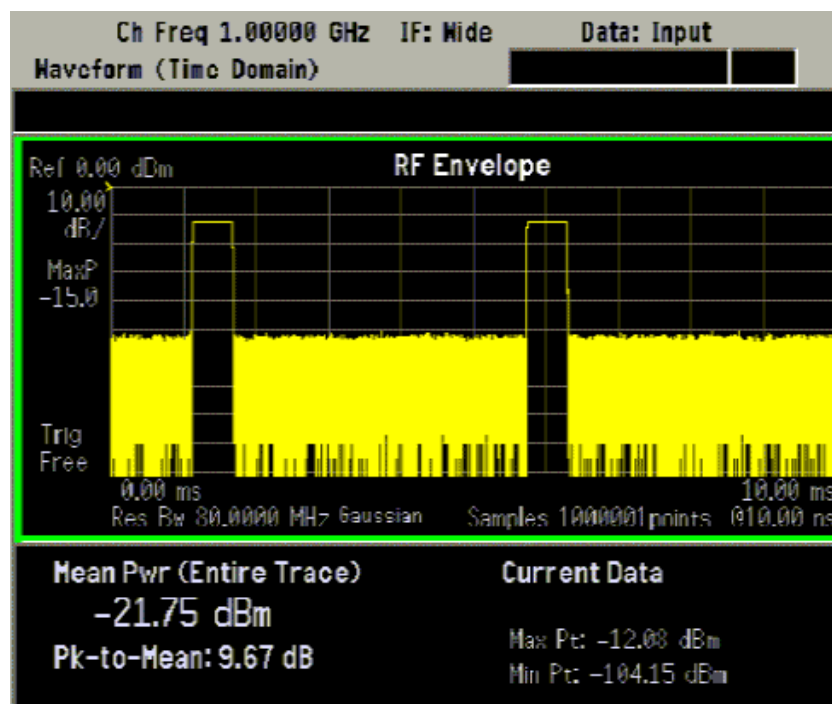 Ch Freq 1.00000 GHz IF: Wide Data: Input
Waveform (Time Domain)
Ref 0.00 dBm RF Envelope
10.00
dB/
MaxP
-15.0
Trig
Free
0.00 ms 10.00 ms
Res BW 80.0000 MHz Gaussian Samples 1000001 points @10.00 ns
Mean Pwr (Entire Trace) Current Data
-21.75 dBm
Max Pt: -12.08 dBm
Pk-to-Mean: 9.67 dB
Min Pt: -104.15 dBm